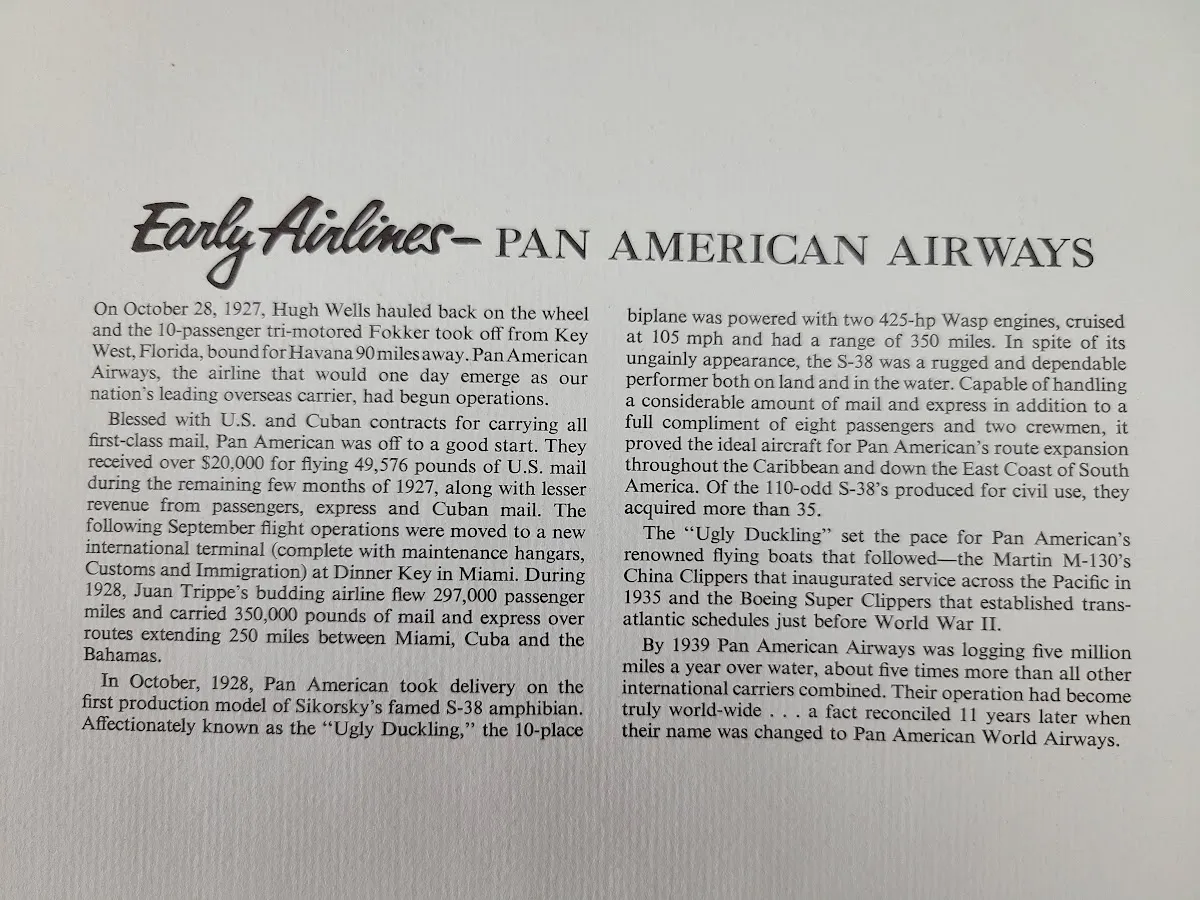 Early Airlines– PAN AMERICAN AIRWAYS
On October 28, 1927, Hugh Wells hauled back on the wheel
and the 10-passenger tri-motored Fokker took off from Key
West, Florida, bound for Havana 90 miles away. Pan American
Airways, the airline that would one day emerge as our
nation's leading overseas carrier, had begun operations.
Blessed with U.S. and Cuban contracts for carrying all
first-class mail, Pan American was off to a good start. They
received over $20,000 for flying 49,576 pounds of U.S. mail
during the remaining few months of 1927, along with lesser
revenue from passengers, express and Cuban mail. The
following September flight operations were moved to a new
international terminal (complete with maintenance hangars,
Customs and Immigration) at Dinner Key in Miami. During
1928, Juan Trippe's budding airline flew 297,000 passenger
miles and carried 350,000 pounds of mail and express over
routes extending 250 miles between Miami, Cuba and the
Bahamas.
In October, 1928, Pan American took delivery on the
first production model of Sikorsky's famed S-38 amphibian.
Affectionately known as the "Ugly Duckling," the 10-place
biplane was powered with two 425-hp Wasp engines, cruised
at 105 mph and had a range of 350 miles. In spite of its
ungainly appearance, the S-38 was a rugged and dependable
performer both on land and in the water. Capable of handling
a considerable amount of mail and express in addition to a
full compliment of eight passengers and two crewmen, it
proved the ideal aircraft for Pan American's route expansion
throughout the Caribbean and down the East Coast of South
America. Of the 110-odd S-38's produced for civil use, they
acquired more than 35.
The "Ugly Duckling" set the pace for Pan American's
renowned flying boats that followed—the Martin M-130's
China Clippers that inaugurated service across the Pacific in
1935 and the Boeing Super Clippers that established trans-
atlantic schedules just before World War II.
By 1939 Pan American Airways was logging five million
miles a year over water, about five times more than all other
international carriers combined. Their operation had become
truly world-wide . . . a fact reconciled 11 years later when
their name was changed to Pan American World Airways.